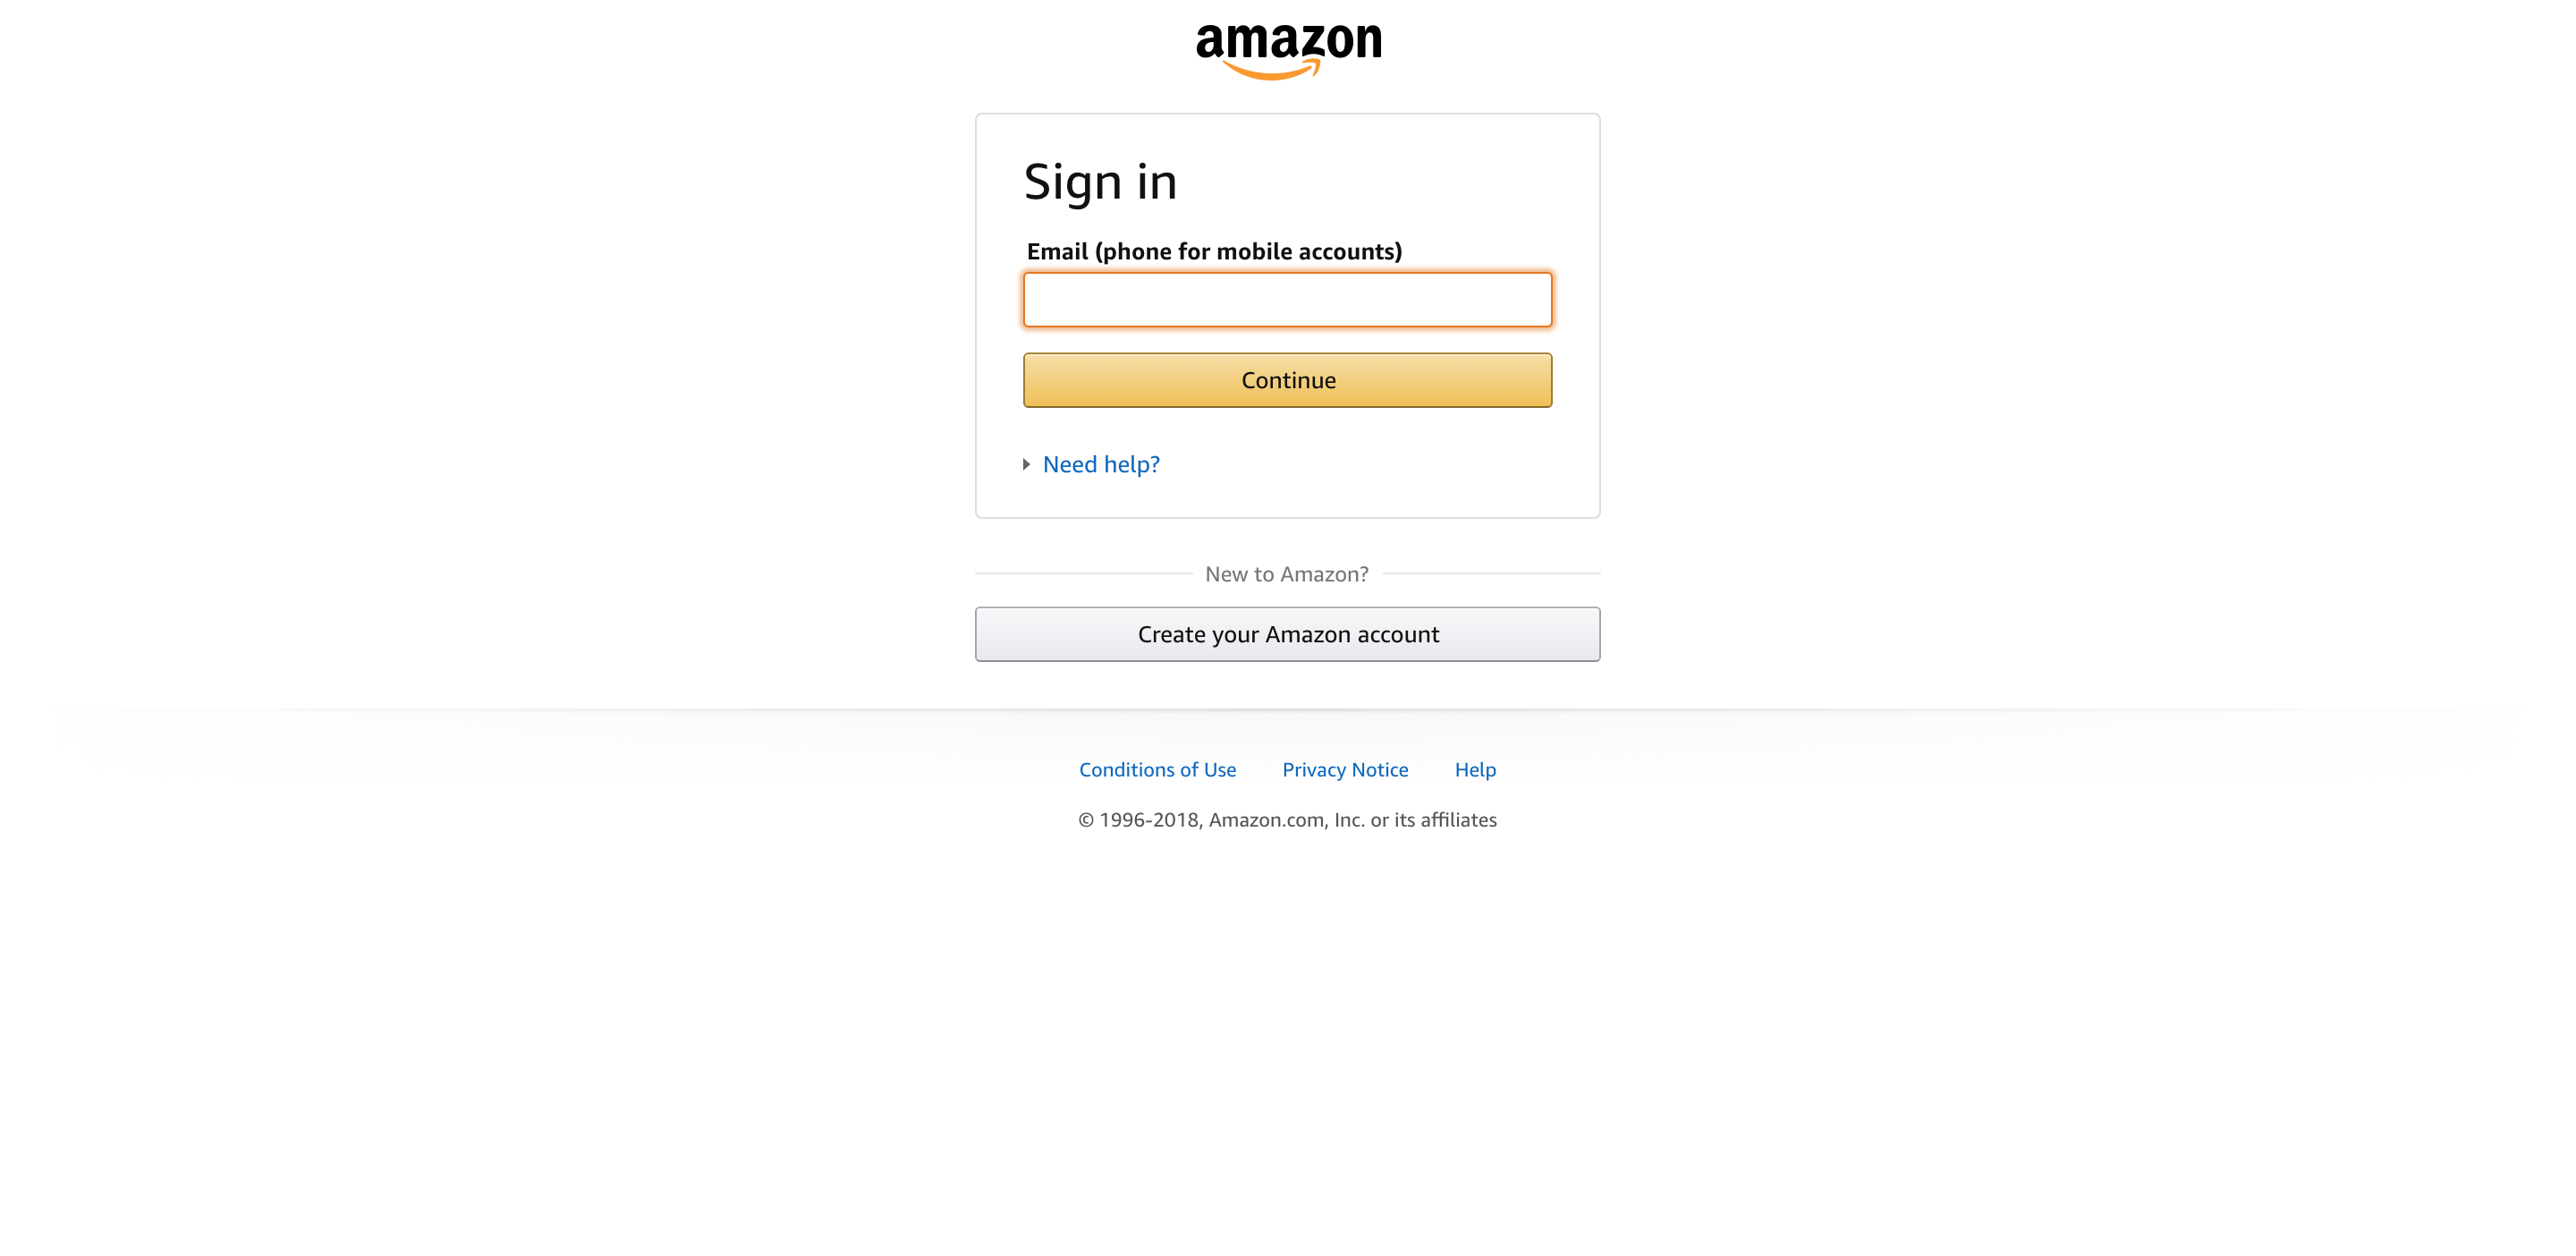 amazon
Sign in
Email (phone for mobile accounts)
Continue
Need help?
New to Amazon?
Create your Amazon account
Conditions of Use Privacy Notice Help
© 1996-2018, Amazon.com, Inc. or its affiliates